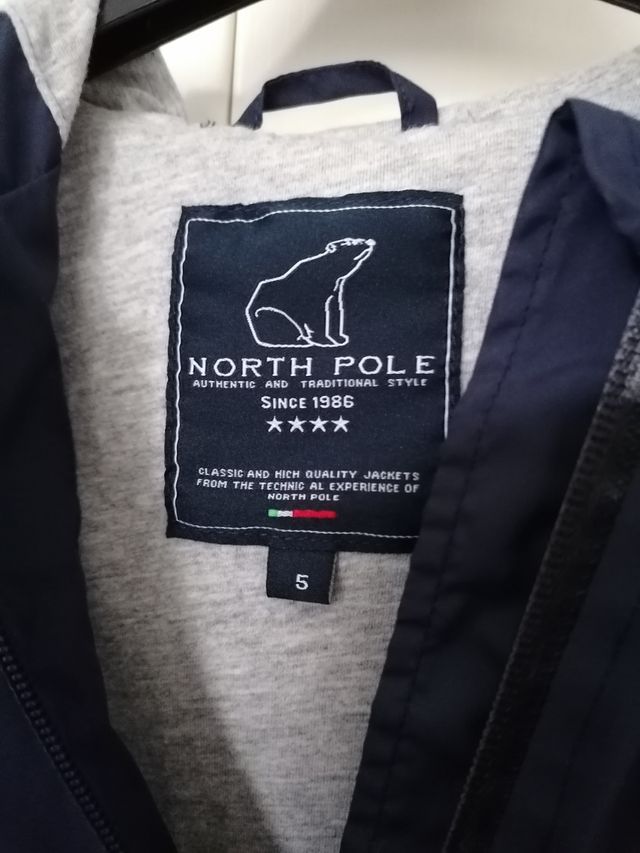 NORTH POLE
AUTHENTIC AND TRADITIONAL STYLE
SINCE 1986
CLASSIC AND HIGH QUALITY JACKETS
FROM THE TECHNIC AL EXPERIENCE OF
NORTH POLE
5